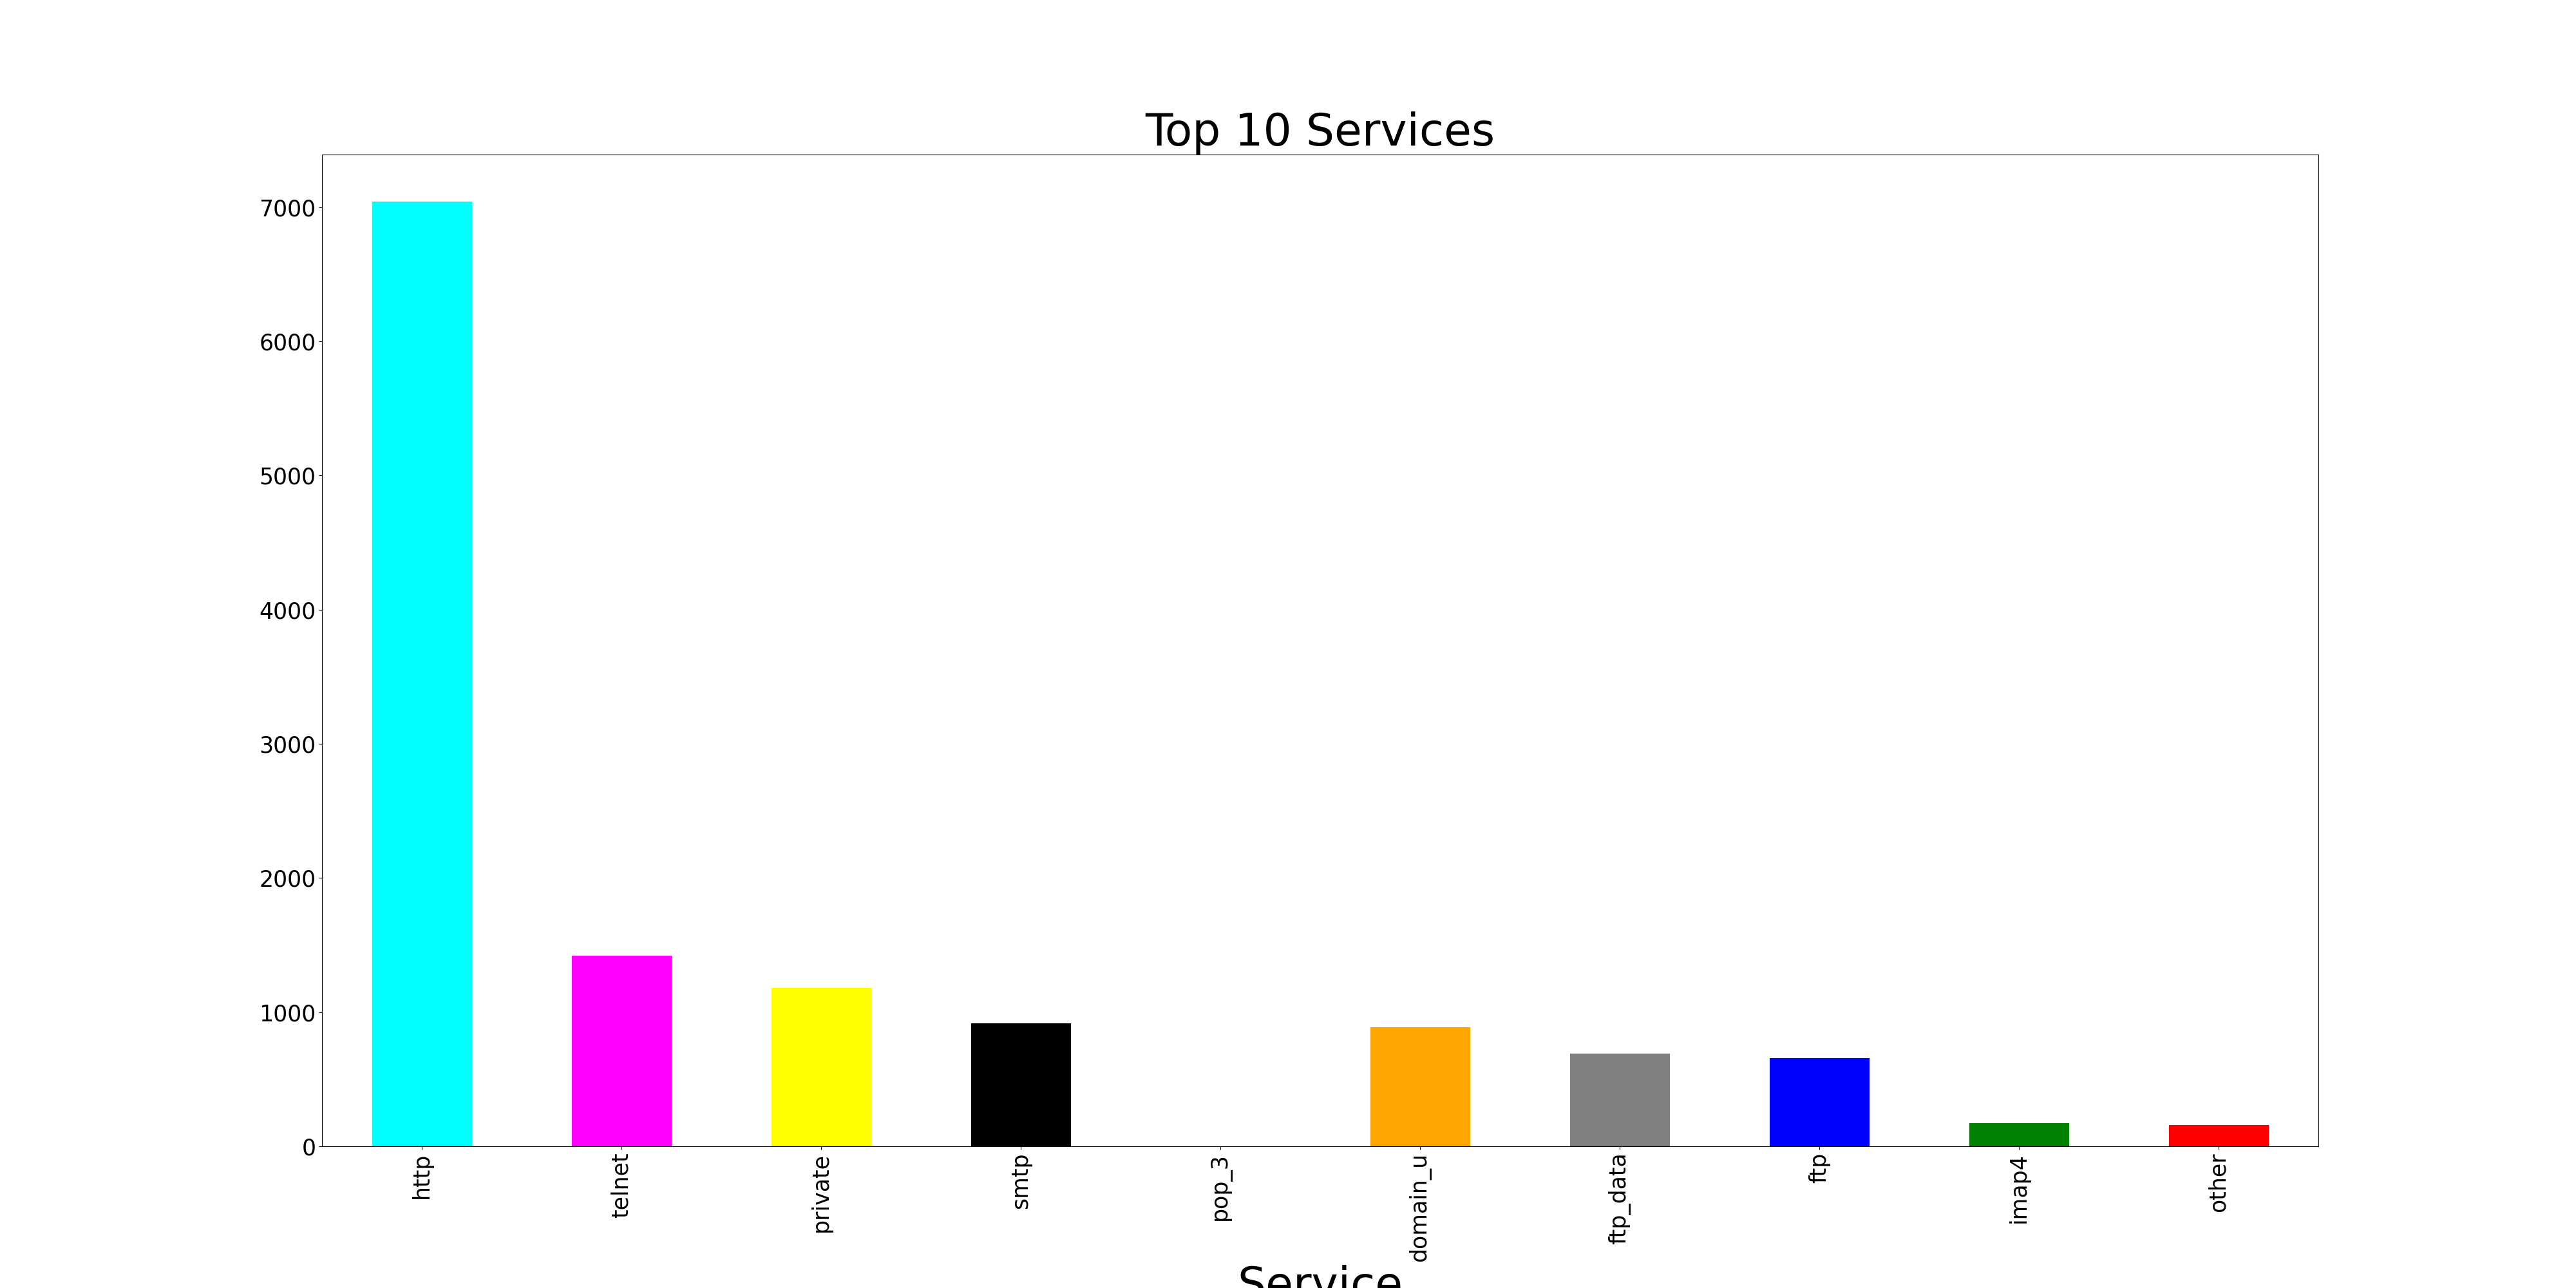 Top 10 Services
7000
6000
5000
4000
3000
2000
1000
0
http
telnet
private
smtp
pop_3
domain_u
ftp_data
ftp
imap4
other
Service